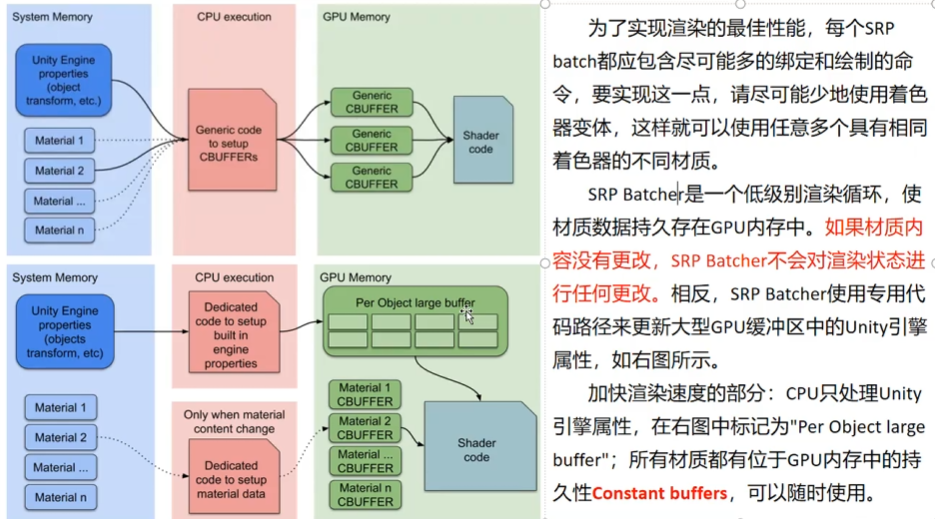 System Memory
CPU execution
GPU Memory
Unity Engine
properties
(object
transform, etc.)
Material 1
Material 2
Material ...
Material n
Generic code
to setup
CBUFFERs
Generic
CBUFFER
Generic
CBUFFER
Generic
CBUFFER
Shader
code
System Memory
CPU execution
GPU Memory
Unity Engine
properties
(objects
transform, etc)
Material 1
Material 2
Material ...
Material n
Dedicated
code to setup
built in
engine
properties
Only when material
content change
Dedicated
code to setup
material data
Per Object large buffer
Material 1
CBUFFER
Material 2
CBUFFER
Material ...
CBUFFER
Material n
CBUFFER
Shader
code
为了实现渲染的最佳性能，每个SRP
batch都应包含尽可能多的绑定和绘制的命
令，要实现这一点，请尽可能少地使用着色
器变体，这样就可以使用任意多个具有相同
着色器的不同材质。
SRP Batcher是一个低级别渲染循环，使
材质数据持久存在GPU内存中。如果材质内
容没有更改，SRP Batcher不会对渲染状态进
行任何更改。相反，SRP Batcher使用专用代
码路径来更新大型GPU缓冲区中的Unity引擎
属性，如右图所示。
加快渲染速度的部分：CPU只处理Unity
引擎属性，在右图中标记为"Per Object large
buffer"；所有材质都有位于GPU内存中的持
久性Constant buffers，可以随时使用。